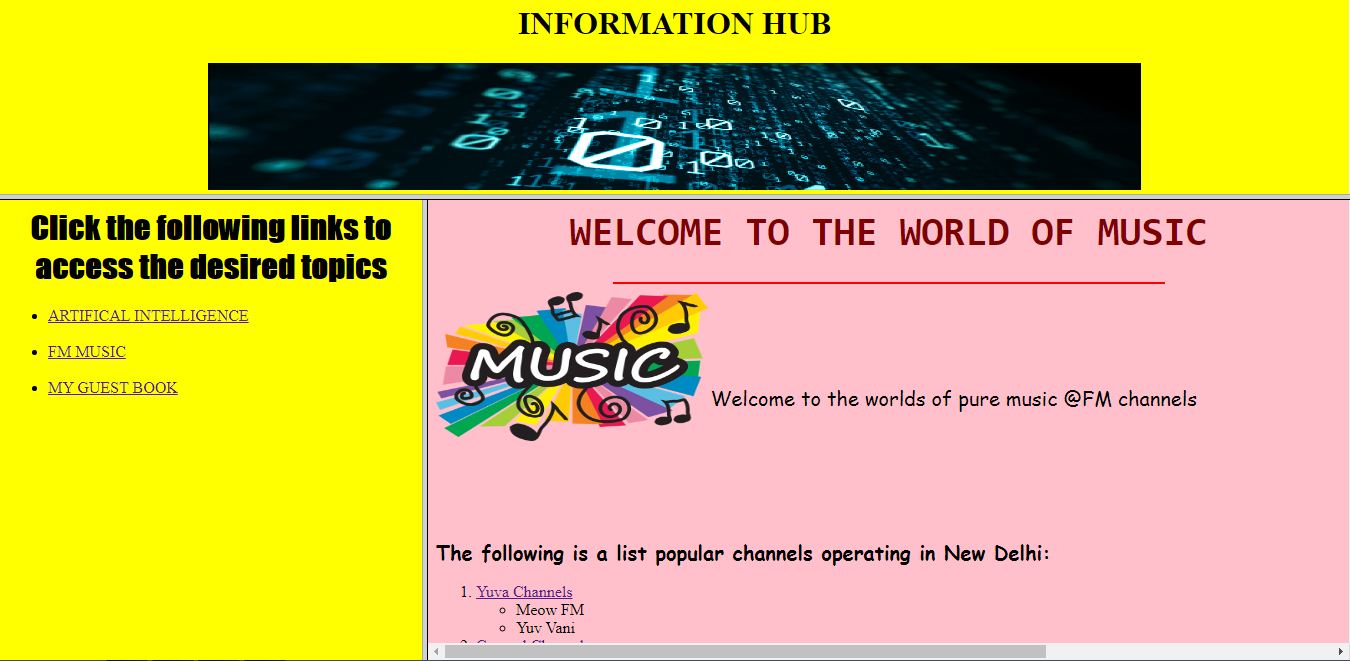 INFORMATION HUB
Click the following links to
access the desired topics
ARTIFICAL INTELLIGENCE
FM MUSIC
MY GUEST BOOK
WELCOME TO THE WORLD OF MUSIC
MUSIC
Welcome to the worlds of pure music @FM channels
The following is a list popular channels operating in New Delhi:
1. Yuva Channels
Meow FM
Yuv Vani